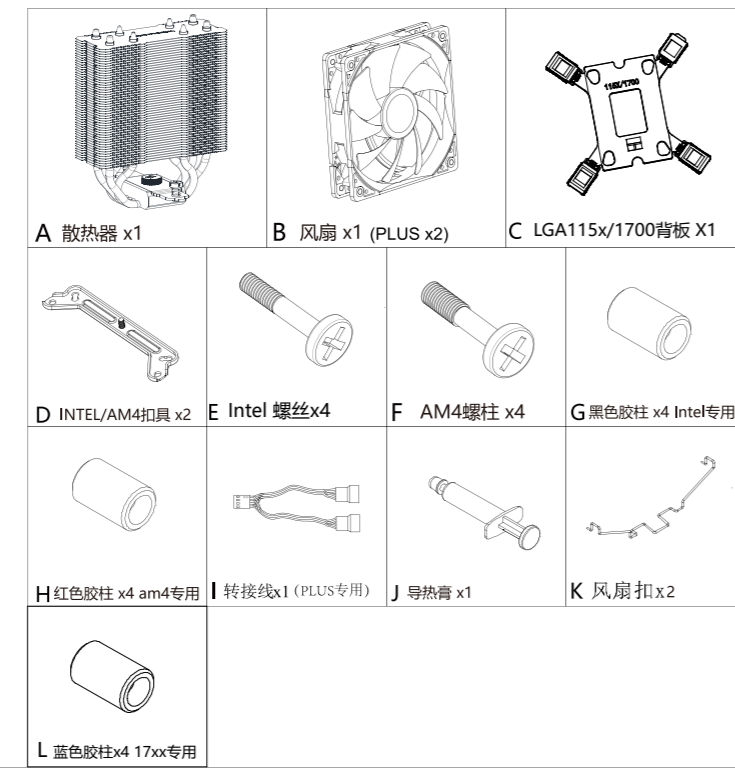 115X/1700
A 散热器 x1
B 风扇 x1 (PLUS x2)
C LGA115x/1700背板 X1
D INTEL/AM4扣具 x2
E Intel 螺丝x4
F AM4螺柱 x4
G 黑色胶柱 x4 Intel专用
H 红色胶柱 x4 am4专用
I 转接线x1 (PLUS专用)
J 导热膏 x1
K 风扇扣x2
L 蓝色胶柱x4 17xx专用